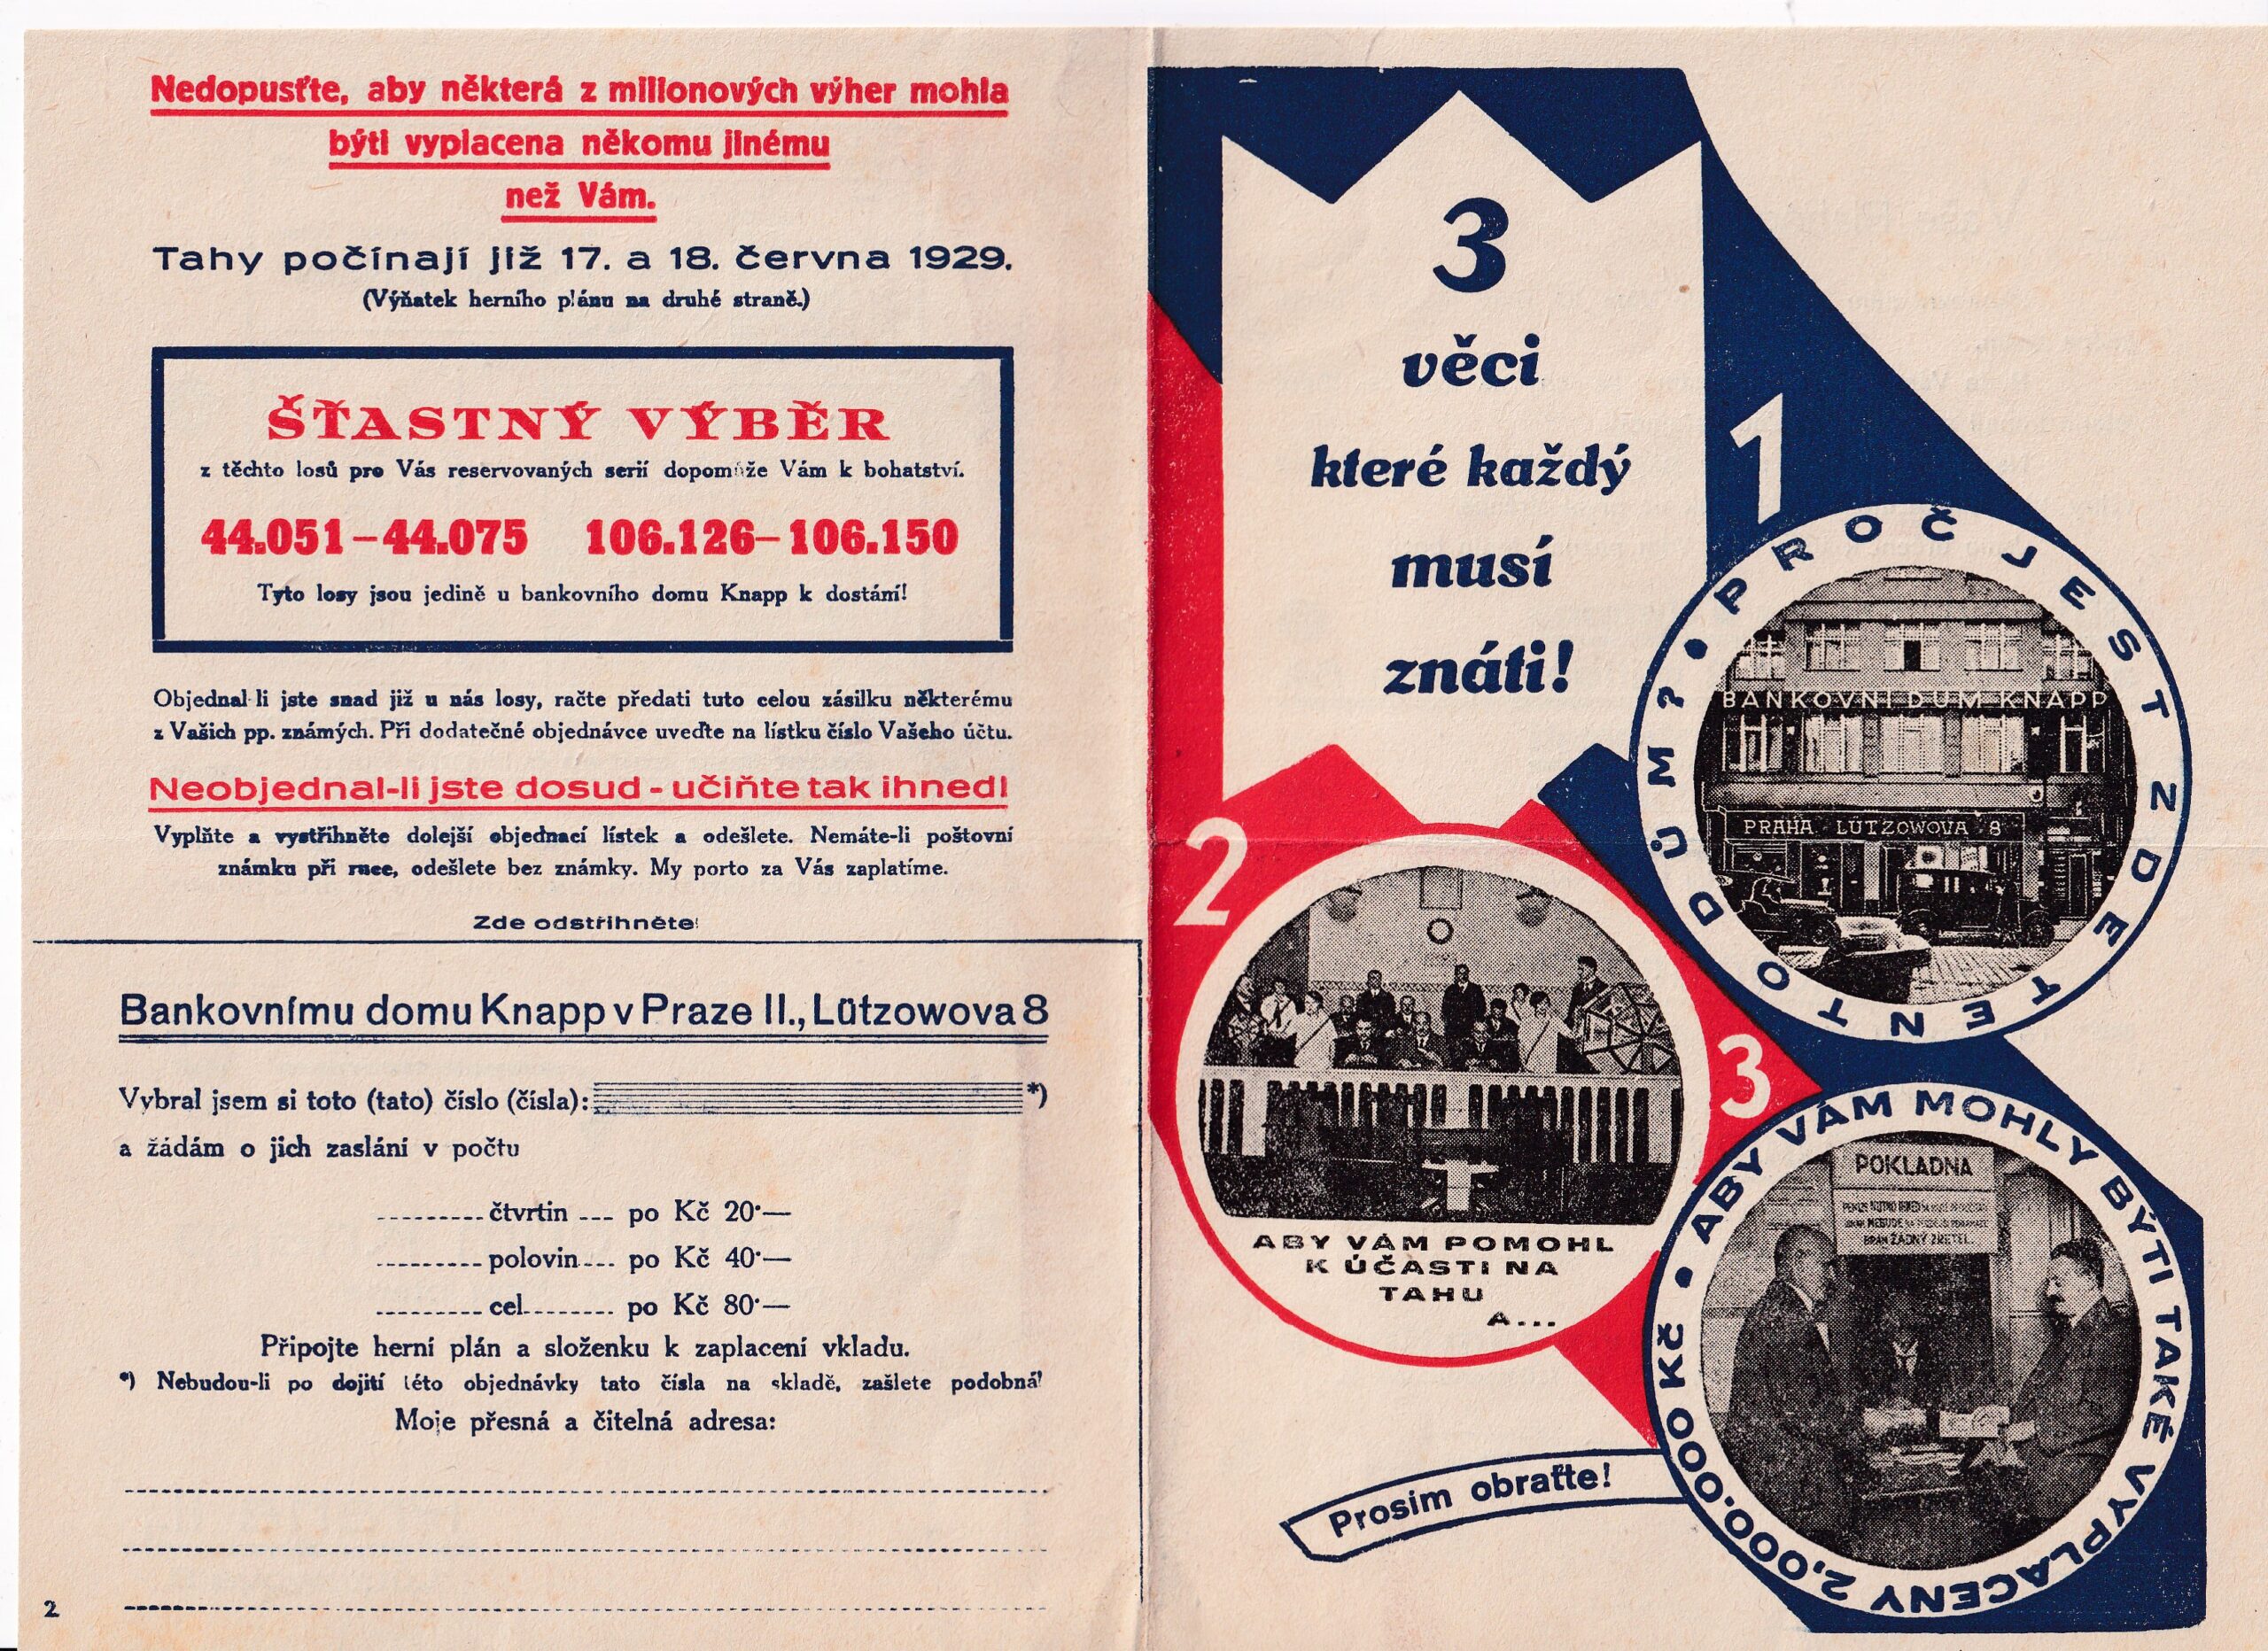 Nedopusťte, aby některá z milionových výher mohla
býti vyplacena někomu jinému
než Vám.
Tahy počínají již 17. a 18. června 1929.
(Výňatek herního plánu na druhé straně.)
ŠŤASTNÝ VÝBĚR
z těchto losů pro Vás reservovaných serií dopomůže Vám k bohatství.
44.051–44.075 106.126–106.150
Tyto losy jsou jedině u bankovního domu Knapp k dostání!
Objednal-li jste snad již u nás losy, račte předati tuto celou zásilku některému
z Vašich pp. známých. Při dodatečné objednávce uveďte na lístku číslo Vašeho účtu.
Neobjednal-li jste dosud - učiňte tak ihned!
Vyplňte a vystřihněte dolejší objednací lístek a odešlete. Nemáte-li poštovní
známku při ruce, odešlete bez známky. My porto za Vás zaplatíme.
Zde odstřihněte!
Bankovnímu domu Knapp v Praze II., Lützowova 8
Vybral jsem si toto (tato) číslo (čísla): *)
a žádám o jich zaslání v počtu
čtvrtin --- po Kč 20·—
polovin --- po Kč 40·—
cel -------- po Kč 80·—
Připojte herní plán a složenku k zaplacení vkladu.
*) Nebudou-li po dojití této objednávky tato čísla na skladě, zašlete podobná!
Moje přesná a čitelná adresa:
2
3
věci
které každý
musí
znáti!
1
PROČ JEST ZDE TENTO DŮM?
BANKOVNI DUM KNAPP
PRAHA LUTZOWOVA 8
2
ABY VÁM POMOHL
K ÚČASTI NA
TAHU
A...
3
ABY VÁM MOHLY BÝTI TAKÉ VYPLACENY 2,000.000 KČ
POKLADNA
BRÁN ŽÁDNÝ ZŘETEL.
Prosím obraťte!